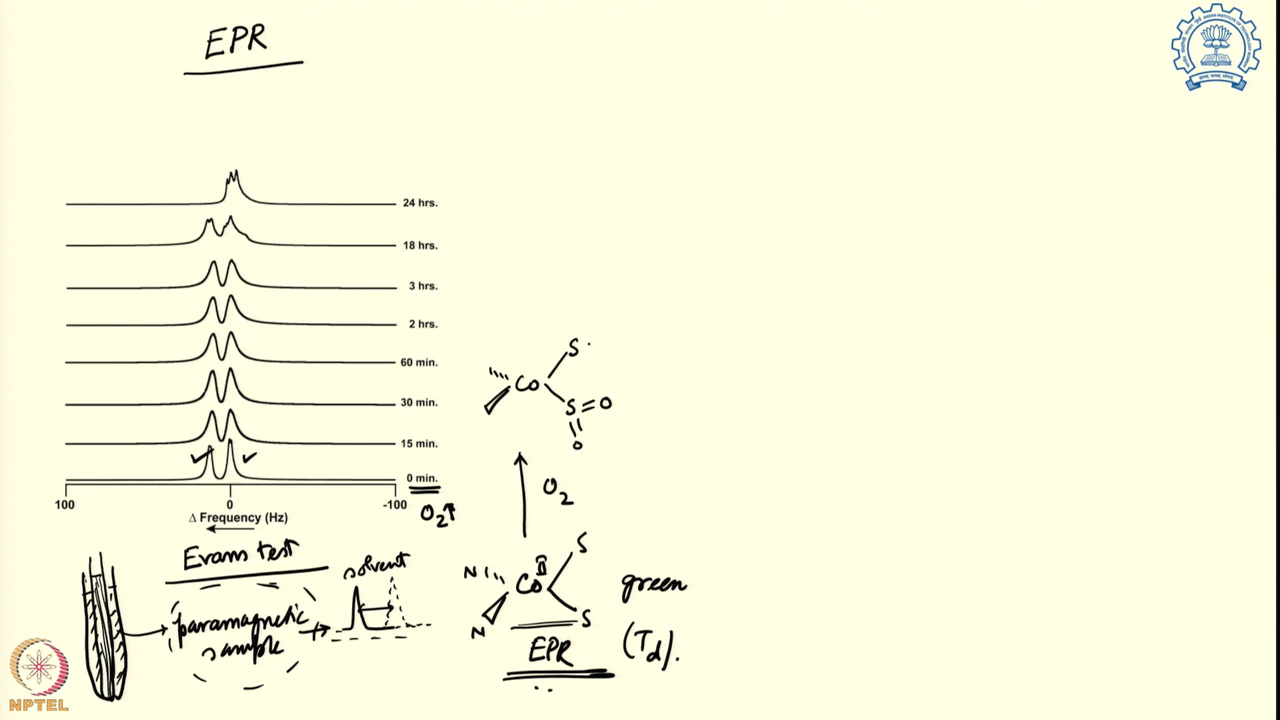 EPR
24 hrs.
18 hrs.
3 hrs.
2 hrs.
60 min.
30 min.
15 min.
0 min.
100 0 -100
Δ Frequency (Hz)
O2↑
Evans test
paramagnetic
sample
solvent
S·
Co
S=O
O
O2
S
N Co II
N
S
EPR
green
(Td).
NPTEL